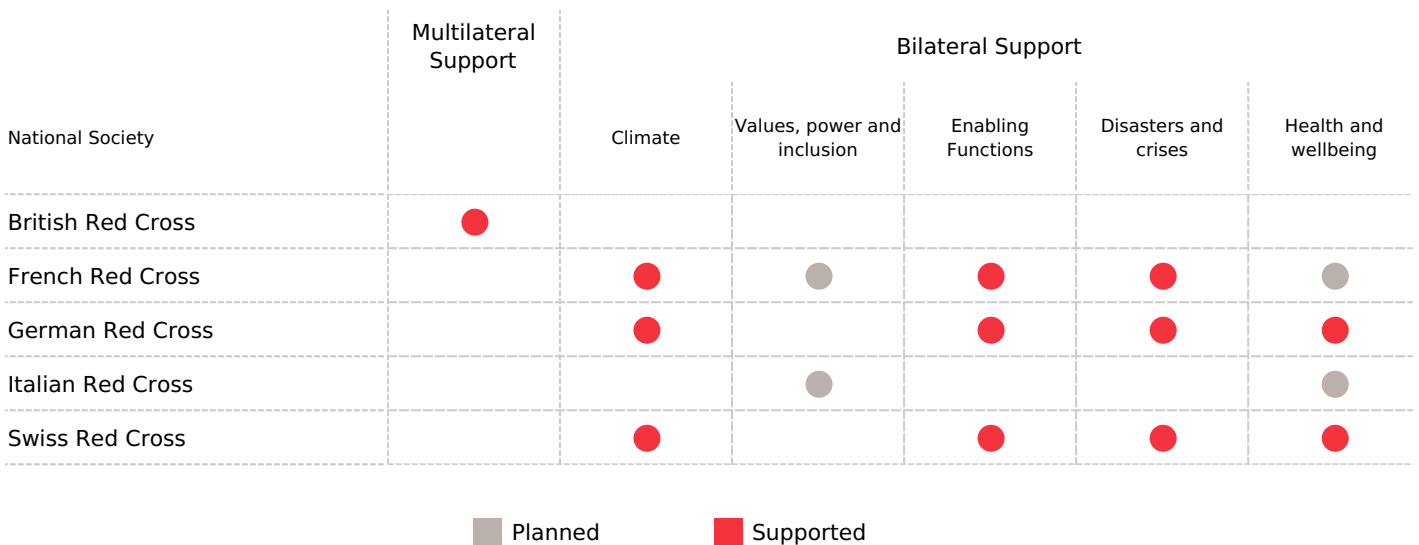 Multilateral
Support
Bilateral Support
National Society
Climate
Values, power and
inclusion
Enabling
Functions
Disasters and
crises
Health and
wellbeing
British Red Cross
French Red Cross
German Red Cross
Italian Red Cross
Swiss Red Cross
Planned
Supported